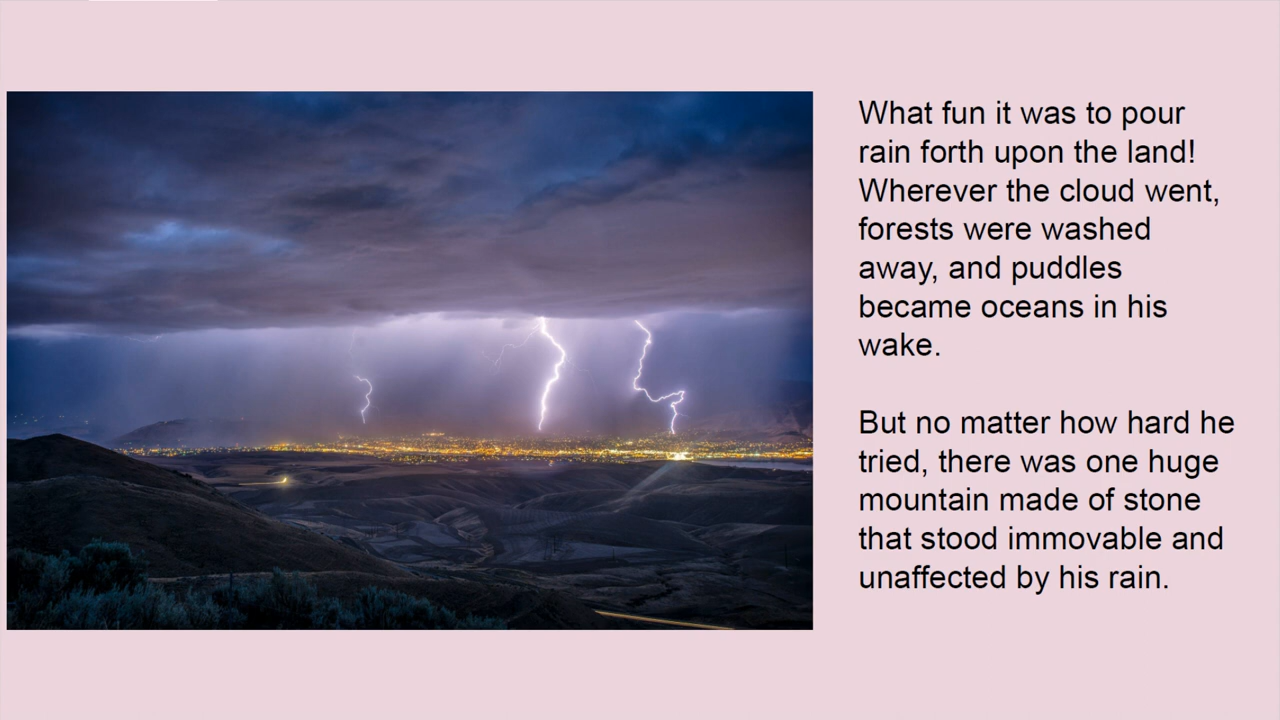 What fun it was to pour
rain forth upon the land!
Wherever the cloud went,
forests were washed
away, and puddles
became oceans in his
wake.
But no matter how hard he
tried, there was one huge
mountain made of stone
that stood immovable and
unaffected by his rain.